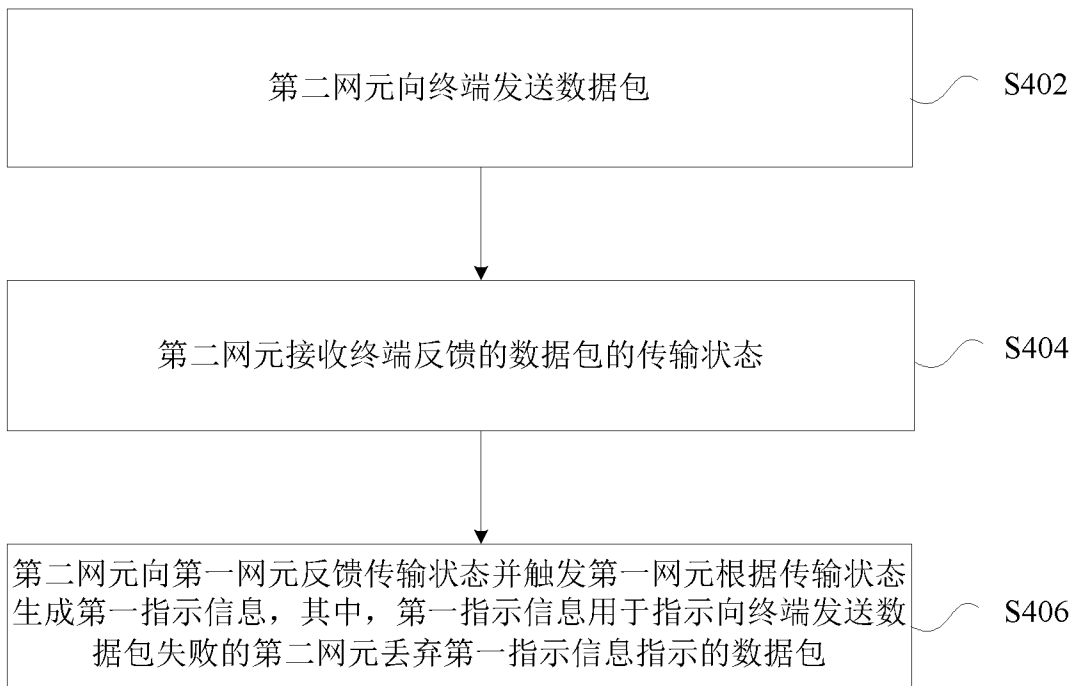 第二网元向终端发送数据包
S402
第二网元接收终端反馈的数据包的传输状态
S404
第二网元向第一网元反馈传输状态并触发第一网元根据传输状态
生成第一指示信息，其中，第一指示信息用于指示向终端发送数
据包失败的第二网元丢弃第一指示信息指示的数据包
S406